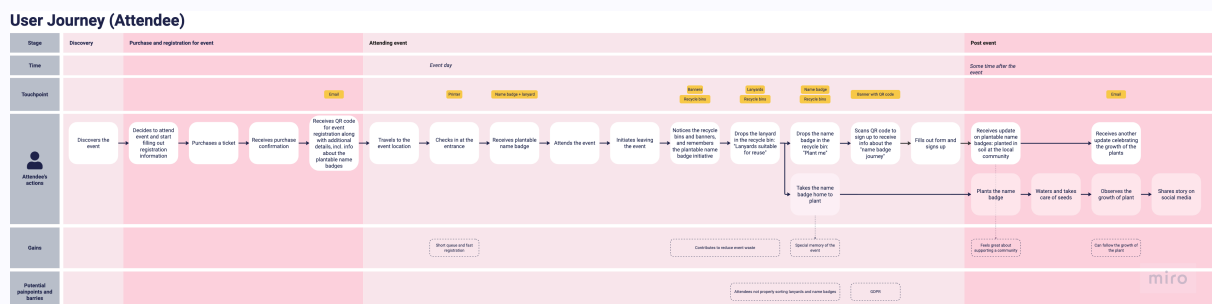 User Journey (Attendee)
Stage
Discovery
Purchase and registration for event
Attending event
Post event
Time
Event day
Some time after the
event
Touchpoint
Email
Primer
Name badge + lanyard
Banners
Recycle bins
Lanyards
Recycle bins
Name badge
Recycle bins
Banner with QR code
Email
Attendee's
actions
Discovers the
event
Decides to attend
event and start
filling out
registration
information
Purchases a ticket
Receives purchase
confirmation
Receives QR code
for event
registration along
with additional
details, incl. info
about the
plantable name
badges
Travels to the
event location
Checks in at the
entrance
Receives plantable
name badge
Attends the event
Initiates leaving
the event
Notices the recycle
bins and banners,
and remembers
the plantable name
badge initiative
Drops the lanyard
in the recycle bin:
"Lanyards suitable
for reuse"
Drops the name
badge in the
recycle bin:
"Plant me"
Scans QR code to
sign up to receive
info about the
"name badge
journey"
Fills out form and
signs up
Receives update
on plantable name
badges: planted in
soil at the local
community
Receives another
update celebrating
the growth of the
plants
Takes the name
badge home to
plant
Plants the name
badge
Waters and takes
care of seeds
Observes the
growth of plant
Shares story on
social media
Gains
Short queue and fast
registration
Contributes to reduce event waste
Special memory of the
event
Feels great about
supporting a community
Can follow the growth of
the plant
Potential
painpoints and
barries
Attendees not properly sorting lanyards and name badges
GDPR
miro